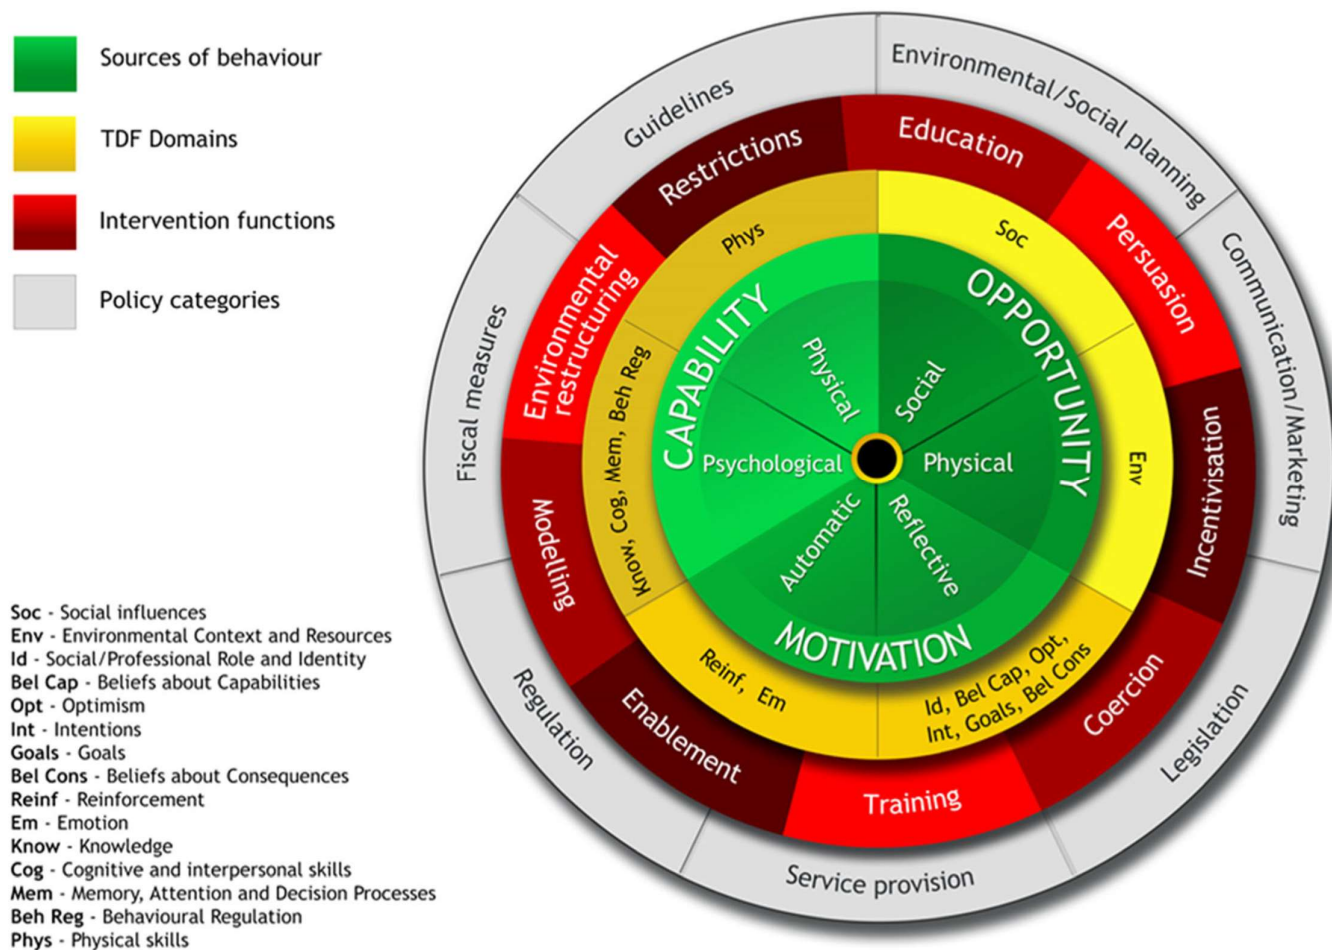 Sources of behaviour
TDF Domains
Intervention functions
Policy categories
Soc - Social influences
Env - Environmental Context and Resources
Id - Social/Professional Role and Identity
Bel Cap - Beliefs about Capabilities
Opt - Optimism
Int - Intentions
Goals - Goals
Bel Cons - Beliefs about Consequences
Reinf - Reinforcement
Em - Emotion
Know - Knowledge
Cog - Cognitive and interpersonal skills
Mem - Memory, Attention and Decision Processes
Beh Reg - Behavioural Regulation
Phys - Physical skills
Guidelines
Environmental/Social planning
Communication/Marketing
Legislation
Service provision
Regulation
Fiscal measures
Restrictions
Education
Persuasion
Incentivisation
Coercion
Training
Enablement
Modelling
Environmental
restructuring
Phys
Soc
Env
Id, Bel Cap, Opt,
Int, Goals, Bel Cons
Reinf, Em
Know, Cog, Mem, Beh Reg
CAPABILITY
OPPORTUNITY
MOTIVATION
Physical
Social
Physical
Reflective
Automatic
Psychological